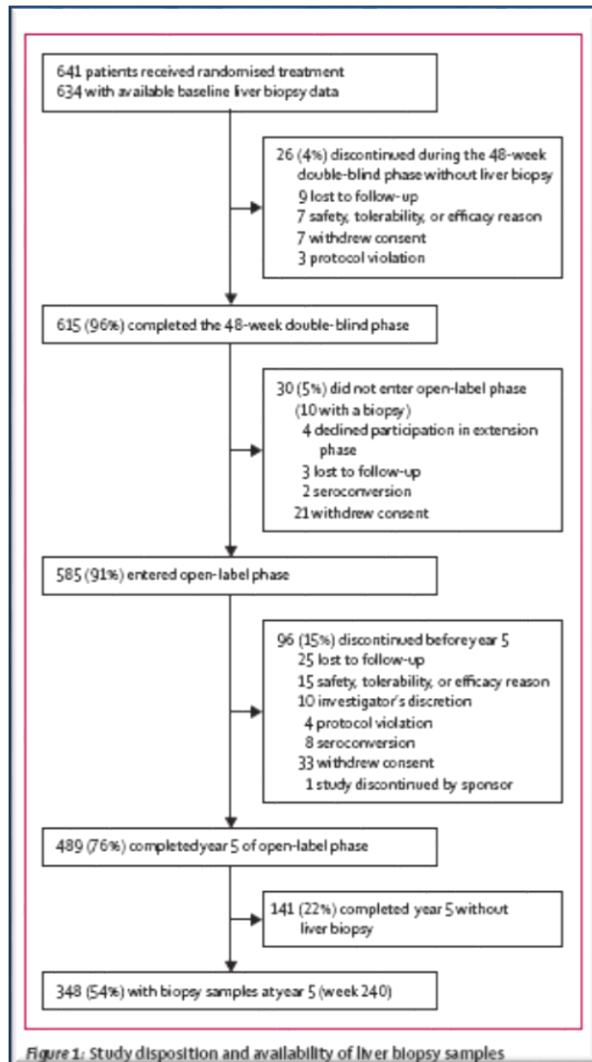 641 patients received randomised treatment
634 with available baseline liver biopsy data
26 (4%) discontinued during the 48-week
double-blind phase without liver biopsy
9 lost to follow-up
7 safety, tolerability, or efficacy reason
7 withdrew consent
3 protocol violation
615 (96%) completed the 48-week double-blind phase
30 (5%) did not enter open-label phase
(10 with a biopsy)
4 declined participation in extension
phase
3 lost to follow-up
2 seroconversion
21 withdrew consent
585 (91%) entered open-label phase
96 (15%) discontinued before year 5
25 lost to follow-up
15 safety, tolerability, or efficacy reason
10 investigator's discretion
4 protocol violation
8 seroconversion
33 withdrew consent
1 study discontinued by sponsor
489 (76%) completed year 5 of open-label phase
141 (22%) completed year 5 without
liver biopsy
348 (54%) with biopsy samples at year 5 (week 240)
Figure 1: Study disposition and availability of liver biopsy samples